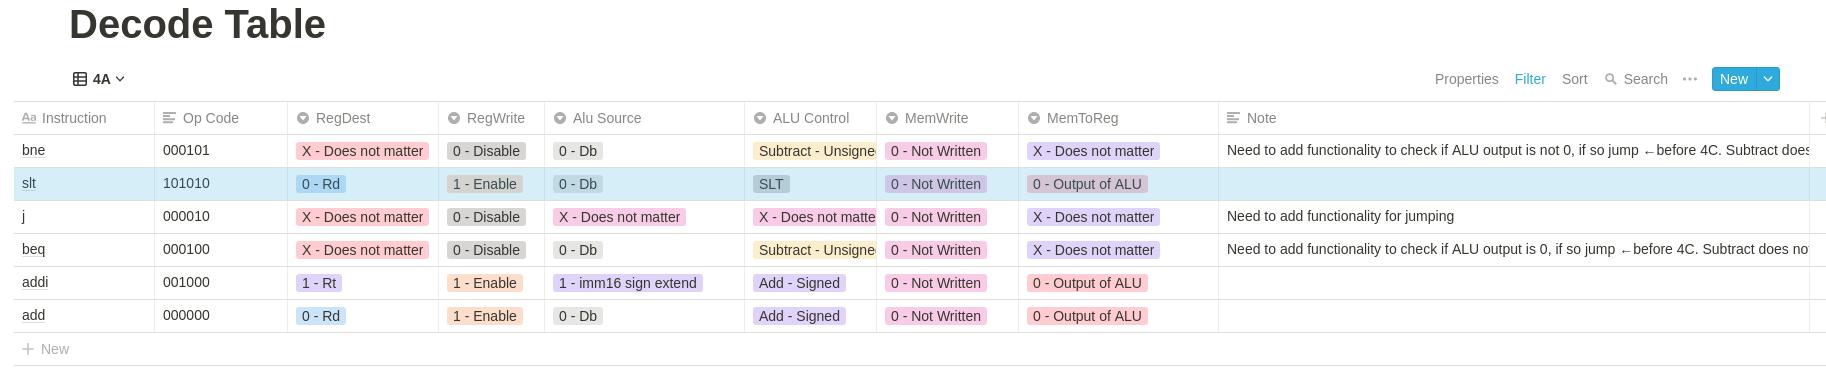 Decode Table
4A
Properties Filter Sort Search ... New
Aa Instruction Op Code RegDest RegWrite Alu Source ALU Control MemWrite MemToReg Note
bne 000101 X - Does not matter 0 - Disable 0 - Db Subtract - Unsigne 0 - Not Written X - Does not matter Need to add functionality to check if ALU output is not 0, if so jump ←before 4C. Subtract does
slt 101010 0 - Rd 1 - Enable 0 - Db SLT 0 - Not Written 0 - Output of ALU
j 000010 X - Does not matter 0 - Disable X - Does not matter X - Does not matte 0 - Not Written X - Does not matter Need to add functionality for jumping
beq 000100 X - Does not matter 0 - Disable 0 - Db Subtract - Unsigne 0 - Not Written X - Does not matter Need to add functionality to check if ALU output is 0, if so jump ←before 4C. Subtract does no
addi 001000 1 - Rt 1 - Enable 1 - imm16 sign extend Add - Signed 0 - Not Written 0 - Output of ALU
add 000000 0 - Rd 1 - Enable 0 - Db Add - Signed 0 - Not Written 0 - Output of ALU
+ New